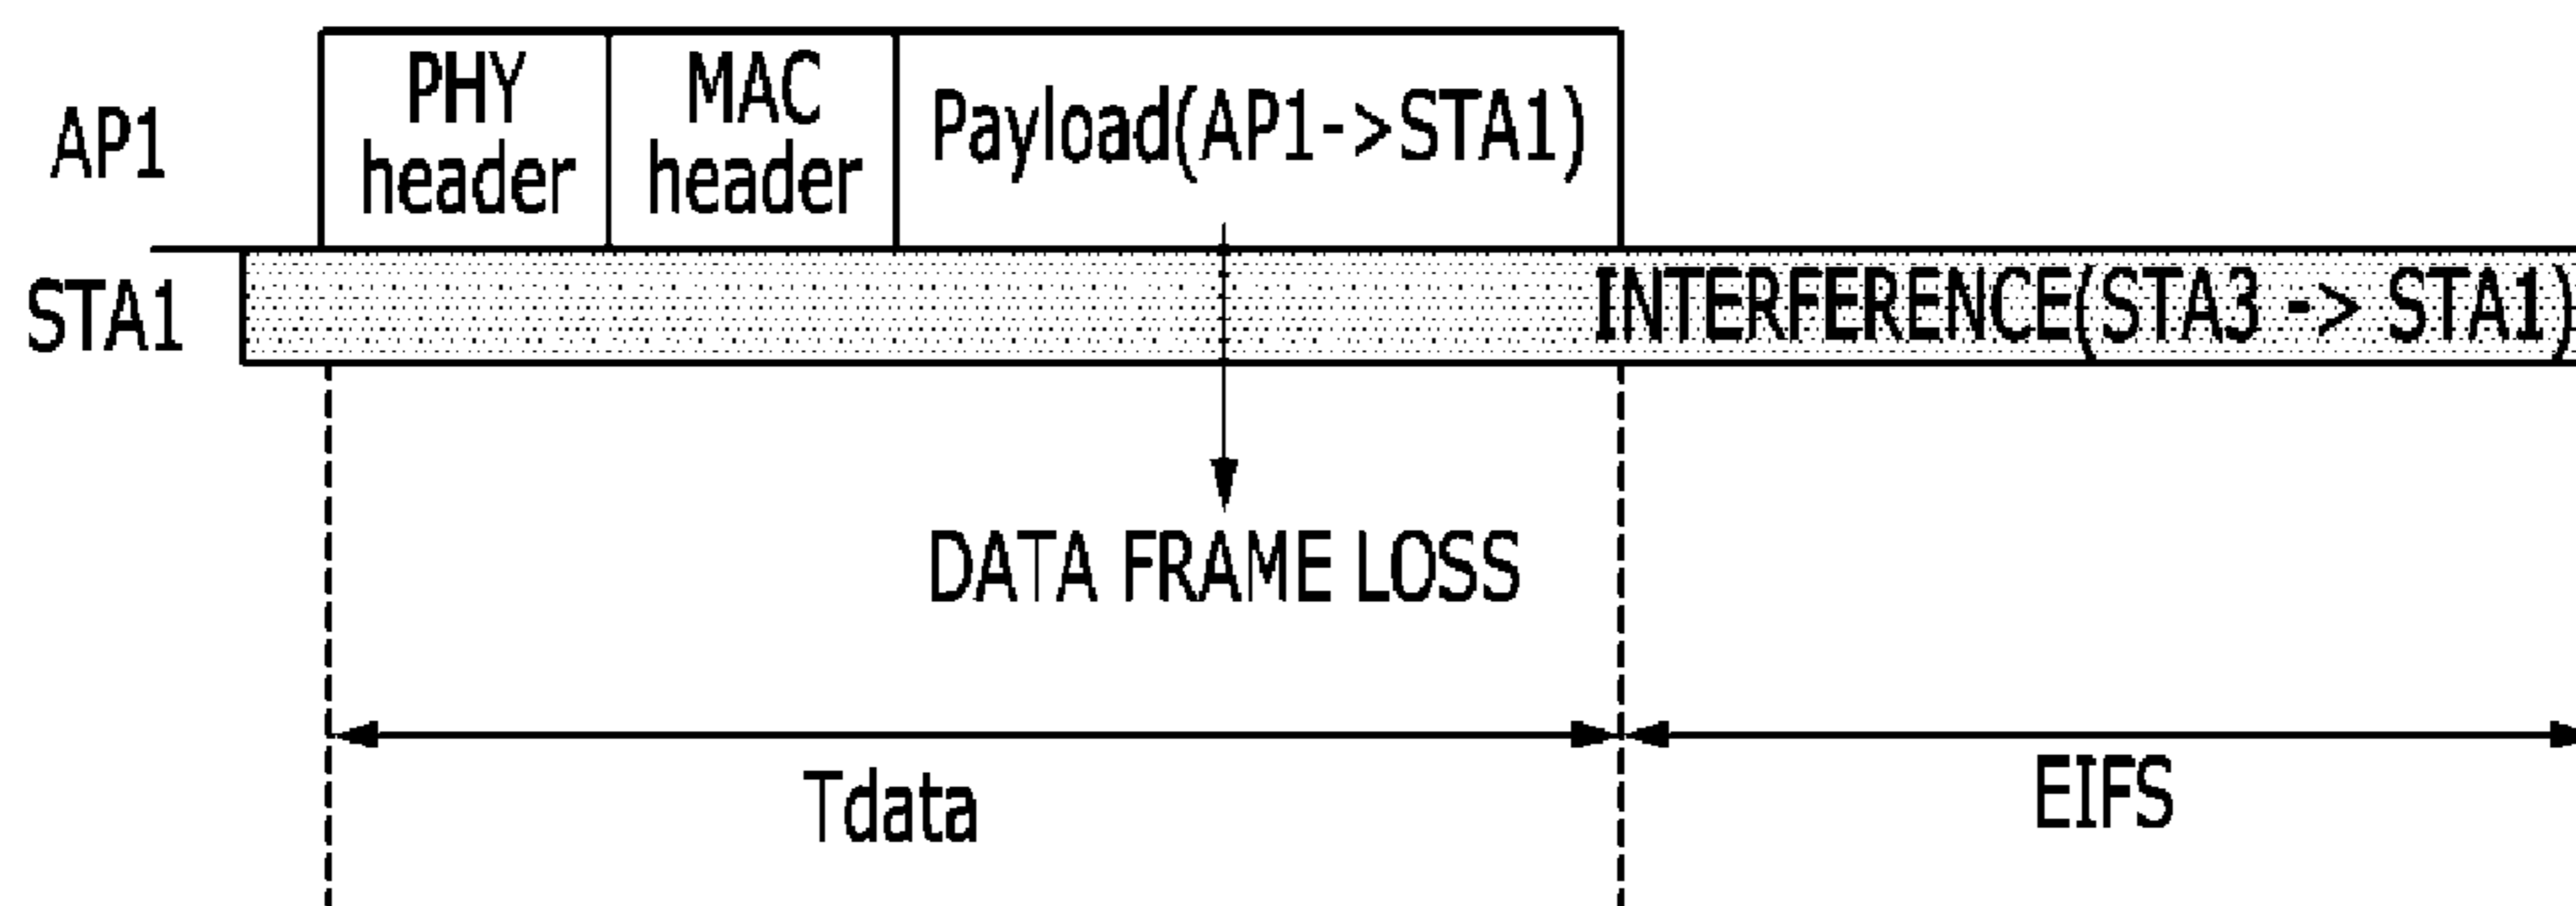 AP1
PHY
header
MAC
header
Payload(AP1->STA1)
STA1
INTERFERENCE(STA3 -> STA1)
DATA FRAME LOSS
Tdata
EIFS